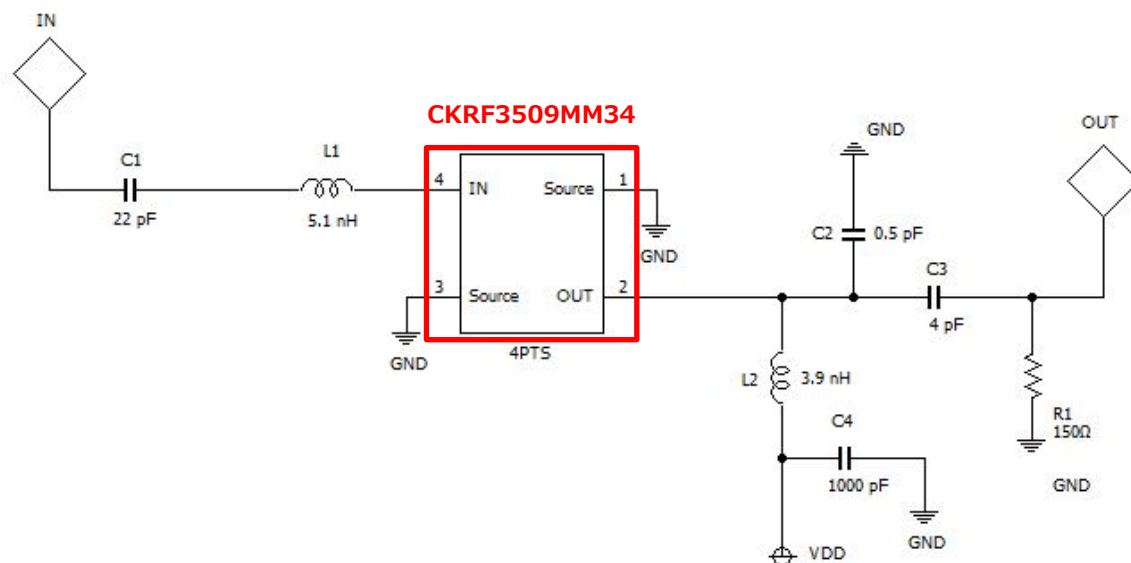 IN
CKRF3509MM34
GND
OUT
C1
L1
4
IN
Source
1
22 pF
5.1 nH
C2
0.5 pF
GND
C3
3
Source
OUT
2
4 pF
GND
4PTS
L2
3.9 nH
C4
R1
150Ω
1000 pF
GND
GND
VDD